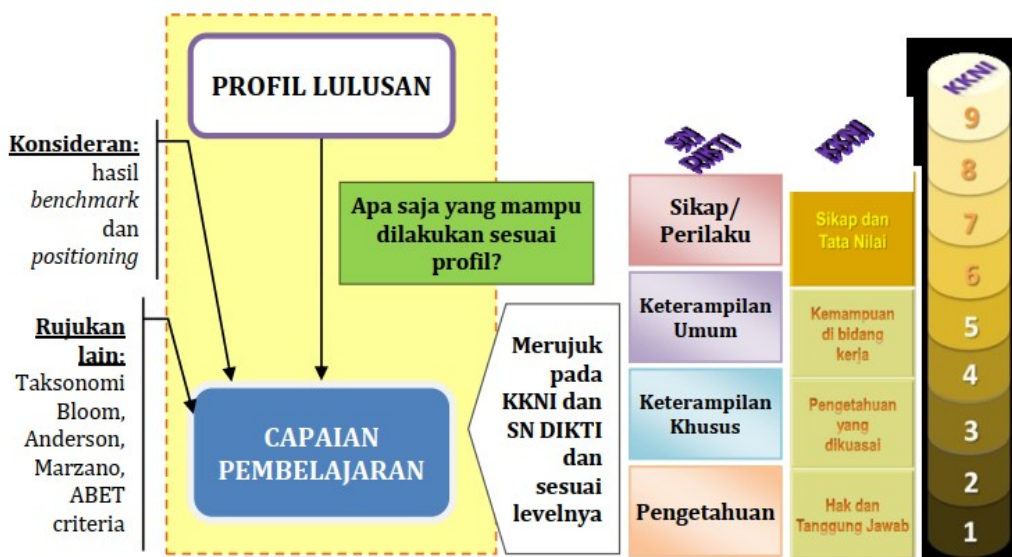 PROFIL LULUSAN
Konsideran:
hasil
benchmark
dan
positioning
Apa saja yang mampu
dilakukan sesuai
profil?
Rujukan
lain:
Taksonomi
Bloom,
Anderson,
Marzano,
ABET
criteria
CAPAIAN
PEMBELAJARAN
Merujuk
pada
KKNI dan
SN DIKTI
dan
sesuai
levelnya
SN
DIKTI
Sikap/
Perilaku
Keterampilan
Umum
Keterampilan
Khusus
Pengetahuan
KKNI
Sikap dan
Tata Nilai
Kemampuan
di bidang
kerja
Pengetahuan
yang
dikuasai
Hak dan
Tanggung Jawab
KKNI
9
8
7
6
5
4
3
2
1